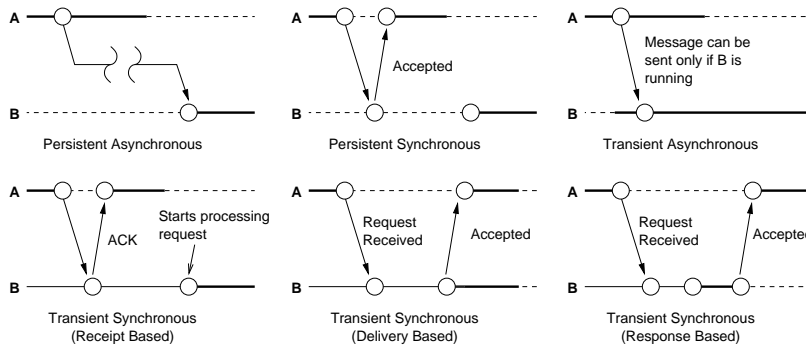 A
B
Persistent Asynchronous
A
Accepted
B
Persistent Synchronous
A
Message can be
sent only if B is
running
B
Transient Asynchronous
A
ACK
Starts processing
request
B
Transient Synchronous
(Receipt Based)
A
Request
Received
Accepted
B
Transient Synchronous
(Delivery Based)
A
Request
Received
Accepted
B
Transient Synchronous
(Response Based)